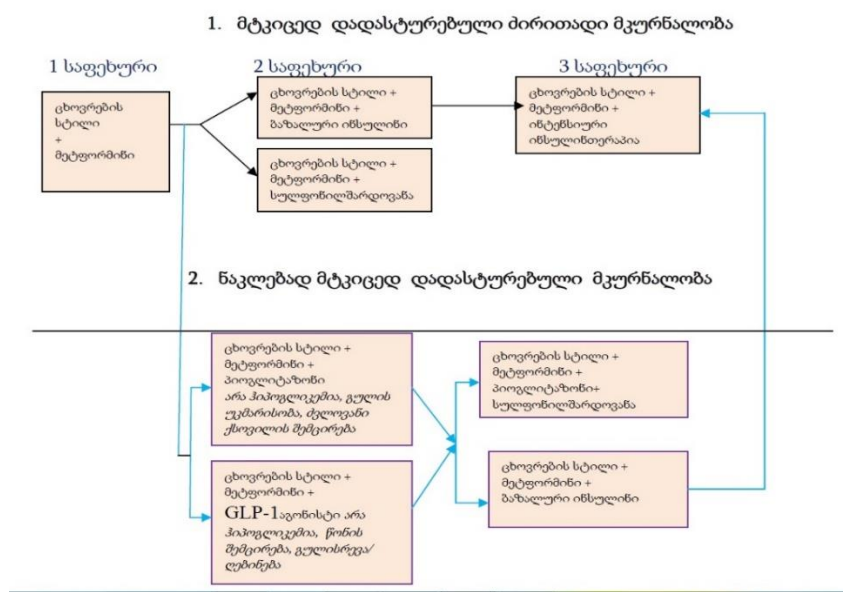 1. მტკიცედ დადასტურებული ძირითადი მკურნალობა
1 საფეხური
2 საფეხური
3 საფეხური
ცხოვრების
სტილი
+
მეტფორმინი
ცხოვრების სტილი +
მეტფორმინი +
ბაზალური ინსულინი
ცხოვრების სტილი +
მეტფორმინი +
სულფონილშარდოვანა
ცხოვრების სტილი +
მეტფორმინი +
ინტენსიური
ინსულინთერაპია
2. ნაკლებად მტკიცედ დადასტურებული მკურნალობა
ცხოვრების სტილი +
მეტფორმინი +
პიოგლიტაზონი
არა ჰიპოგლიკემია, გულის
უკმარისობა, ძვლოვანი
ქსოვილის შემცირება
ცხოვრების სტილი +
მეტფორმინი +
GLP-1აგონისტი არა
ჰიპოგლიკემია, წონის
შემცირება, გულისრევა/
ღებინება
ცხოვრების სტილი +
მეტფორმინი +
პიოგლიტაზონი+
სულფონილშარდოვანა
ცხოვრების სტილი +
მეტფორმინი +
ბაზალური ინსულინი